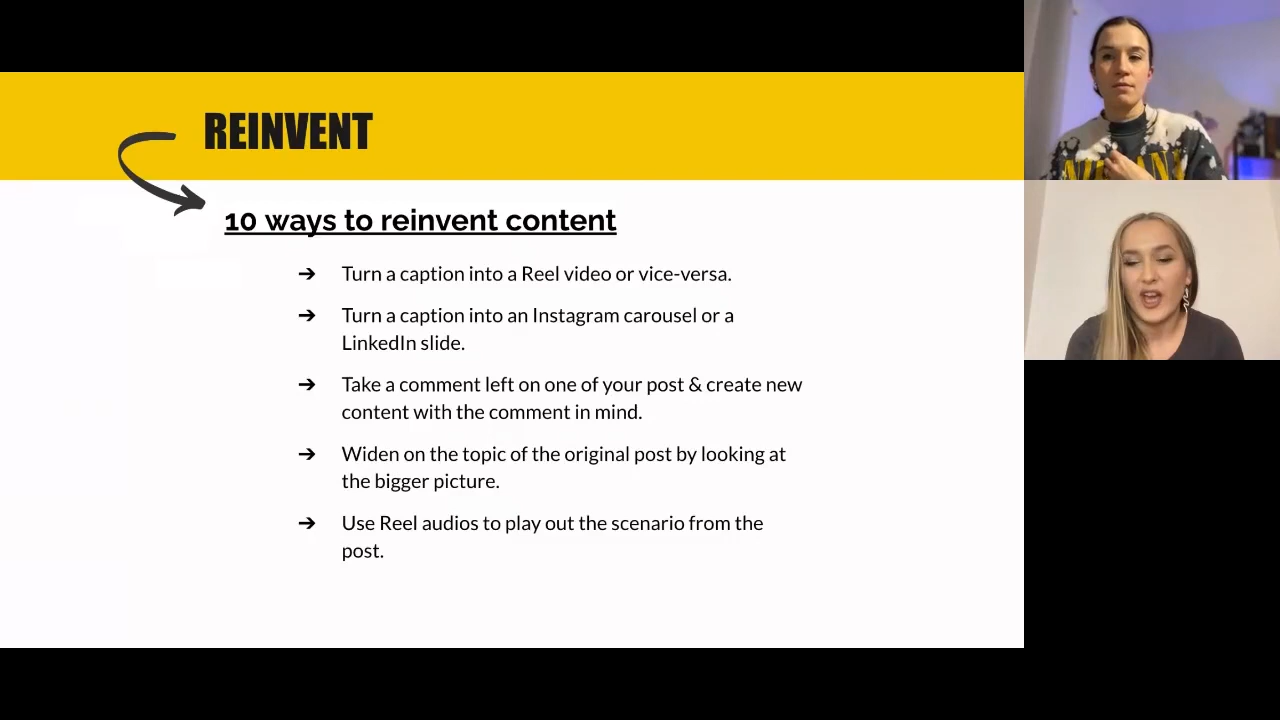 REINVENT
10 ways to reinvent content
➔ Turn a caption into a Reel video or vice-versa.
➔ Turn a caption into an Instagram carousel or a
LinkedIn slide.
➔ Take a comment left on one of your post & create new
content with the comment in mind.
➔ Widen on the topic of the original post by looking at
the bigger picture.
➔ Use Reel audios to play out the scenario from the
post.